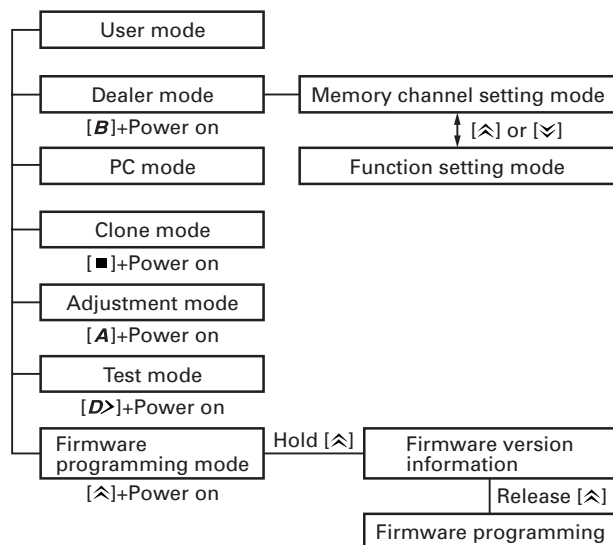 User mode
Dealer mode
[B]+Power on
Memory channel setting mode
[︽] or [︾]
Function setting mode
PC mode
Clone mode
[■]+Power on
Adjustment mode
[A]+Power on
Test mode
[D>]+Power on
Firmware
programming mode
[︽]+Power on
Hold [︽]
Firmware version
information
Release [︽]
Firmware programming